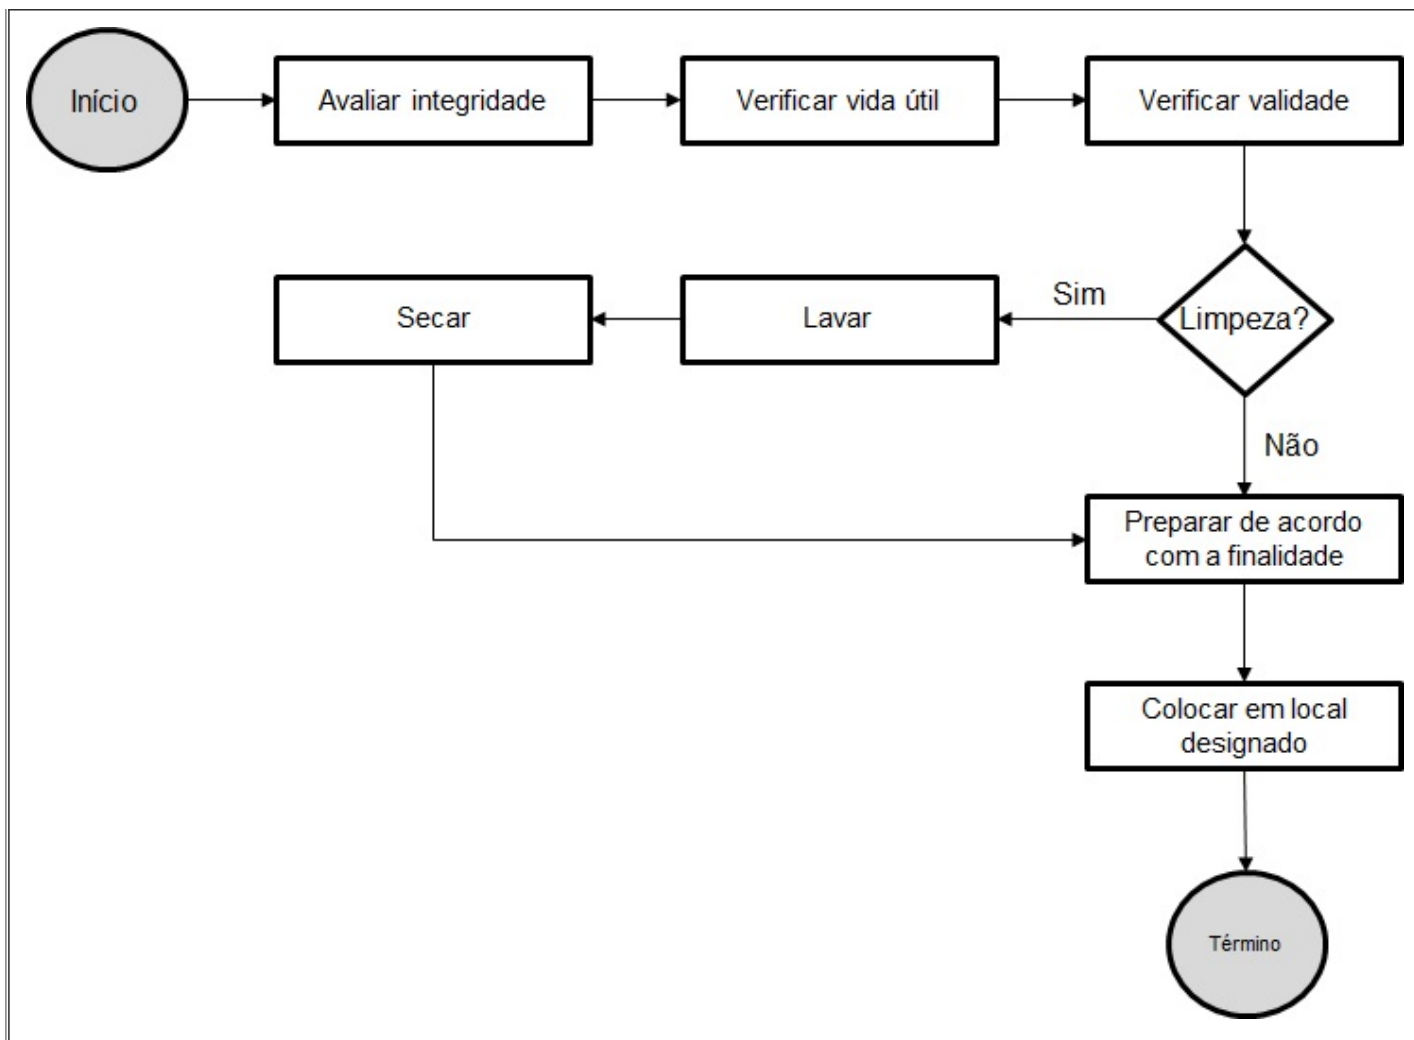 Início
Avaliar integridade
Verificar vida útil
Verificar validade
Secar
Lavar
Sim
Limpeza?
Não
Preparar de acordo
com a finalidade
Colocar em local
designado
Término